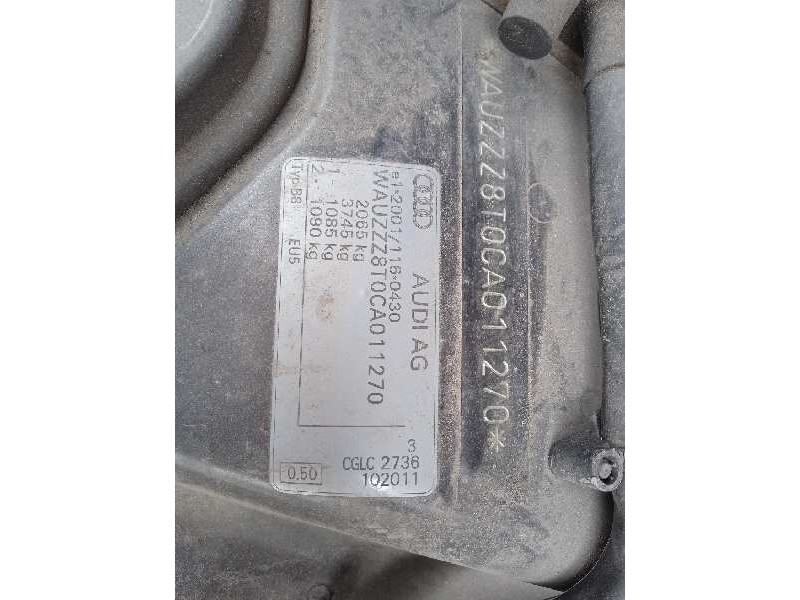 *WAUZZZ8T0CA011270*
AUDI AG
e1*2001/116*0430
WAUZZZ8T0CA011270
2065 kg
3745 kg
1- 1085 kg
2- 1090 kg
Typ B8 EU5
3
CGLC 2736
102011
0,50